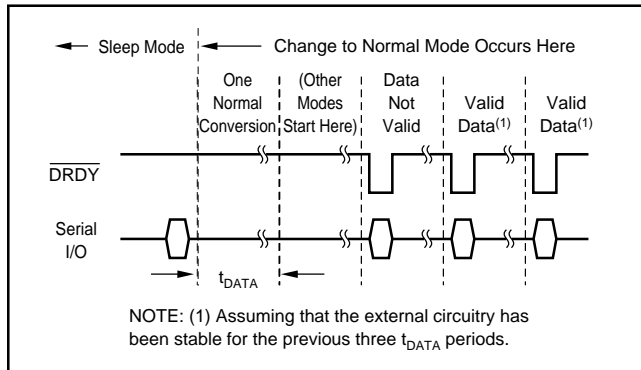 Sleep Mode
Change to Normal Mode Occurs Here
One
Normal
Conversion
(Other
Modes
Start Here)
Data
Not
Valid
Valid
Data(1)
Valid
Data(1)
DRDY
Serial
I/O
tDATA
NOTE: (1) Assuming that the external circuitry has
been stable for the previous three tDATA periods.